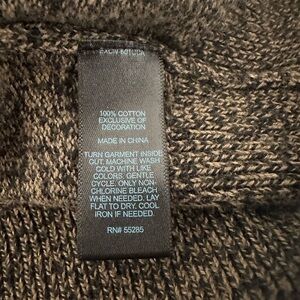 100% COTTON
EXCLUSIVE OF
DECORATION
MADE IN CHINA
TURN GARMENT INSIDE
OUT. MACHINE WASH
COLD WITH LIKE
COLORS. GENTLE
CYCLE. ONLY NON-
CHLORINE BLEACH
WHEN NEEDED. LAY
FLAT TO DRY. COOL
IRON IF NEEDED.
RN# 55285